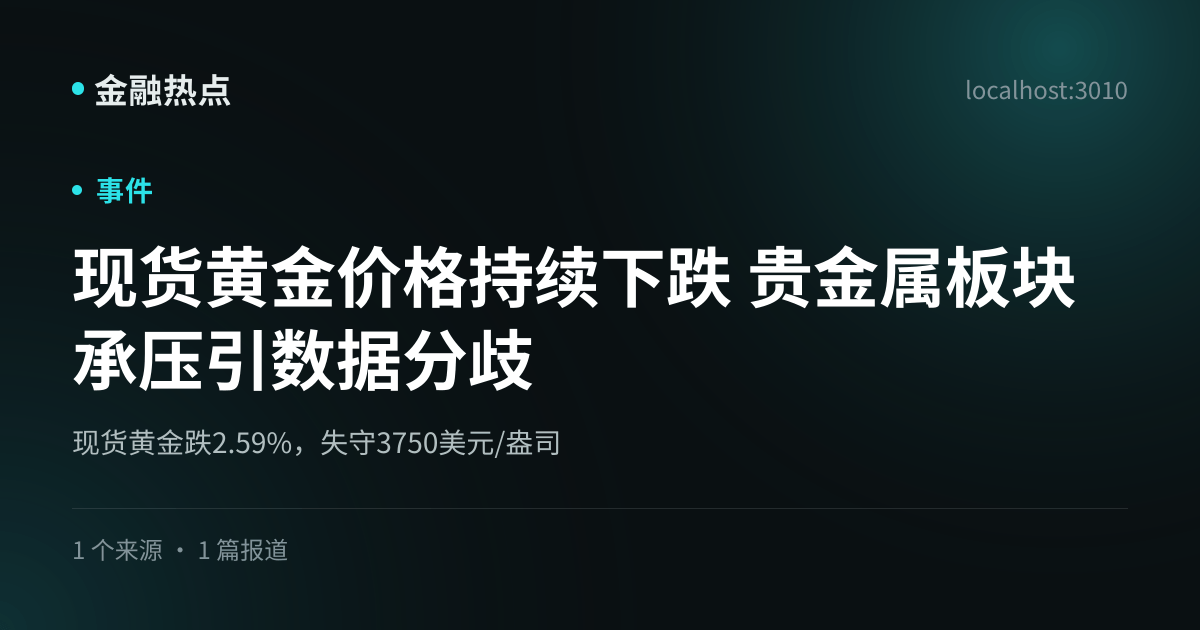 金融热点
localhost:3010
事件
现货黄金价格持续下跌 贵金属板块
承压引数据分歧
现货黄金跌2.59%，失守3750美元/盎司
1 个来源 · 1 篇报道